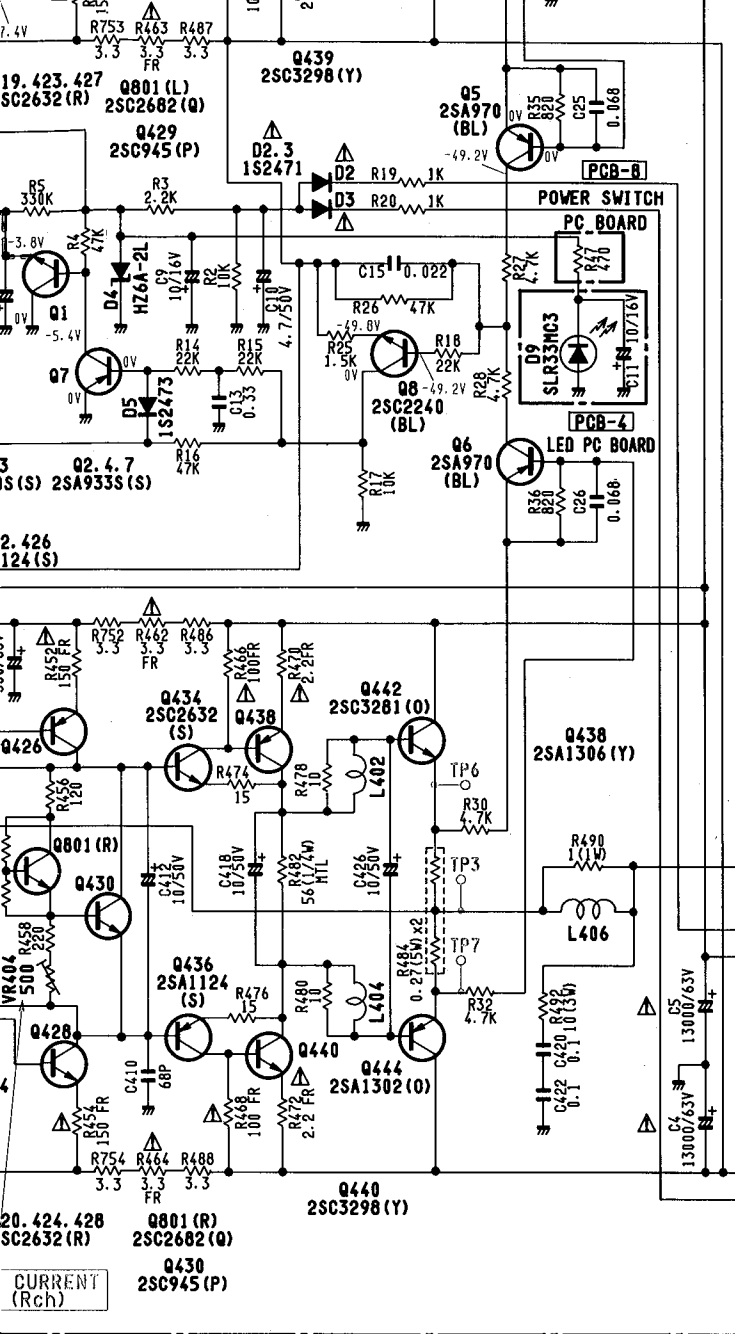 7.4V
R753 R463 R487
3.3 3.3 3.3
FR
19.423.427
SC2632(R)
Q801(L)
2SC2682(Q)
Q429
2SC945(P)
Q439
2SC3298(Y)
Q5
2SA970
(BL)
0V
-49.2V
0V
R35
820
C25
0.068
PCB-8
POWER SWITCH
PC BOARD
D2.3
1S2471
D2
D3
R19 1K
R20 1K
R5
330K
R3
2.2K
R4
47K
-3.8V
Q1
0V
-5.4V
D4
HZ6A-2L
C9
10/16V
R2
10K
C10
4.7/50V
C15 0.022
R26 47K
R27
4.7K
R37
470
R25
1.5K
-49.8V
0V
R18
22K
Q8
2SC2240
(BL)
-49.2V
R28
4.7K
D9
SLR33MC3
C11 10/16V
PCB-4
LED PC BOARD
Q7
0V
0V
R14
22K
R15
22K
D5
1S2473
C13
0.33
R16
47K
R17
10K
3
0S(S)
Q2.4.7
2SA933S(S)
Q6
2SA970
(BL)
R36
820
C26
0.068
2.426
124(S)
R752 R462 R486
3.3 3.3 3.3
FR
R452
150 FR
R466
100FR
R470
2.2FR
Q426
Q434
2SC2632
(S)
Q438
Q442
2SC3281(O)
Q438
2SA1306(Y)
R474
15
R478
10
L402
TP6
R30
4.7K
R456
120
Q801(R)
Q430
C412
10/50V
C418
10/50V
R482
56(1/4W)
MTL
C426
10/50V
TP3
R490
1(1W)
L406
R458
220
VR404
500
R484
0.27(5W)x2
TP7
Q436
2SA1124
(S)
R476
15
R480
10
L404
R32
4.7K
R492
10(3W)
C420
0.1
C422
0.1
C5
13000/63V
Q428
C410
68P
Q440
Q444
2SA1302(O)
C4
13000/63V
4
R454
150 FR
R468
100 FR
R472
2.2 FR
R754 R464 R488
3.3 3.3 3.3
FR
Q440
2SC3298(Y)
20.424.428
SC2632(R)
Q801(R)
2SC2682(Q)
Q430
2SC945(P)
CURRENT
(Rch)